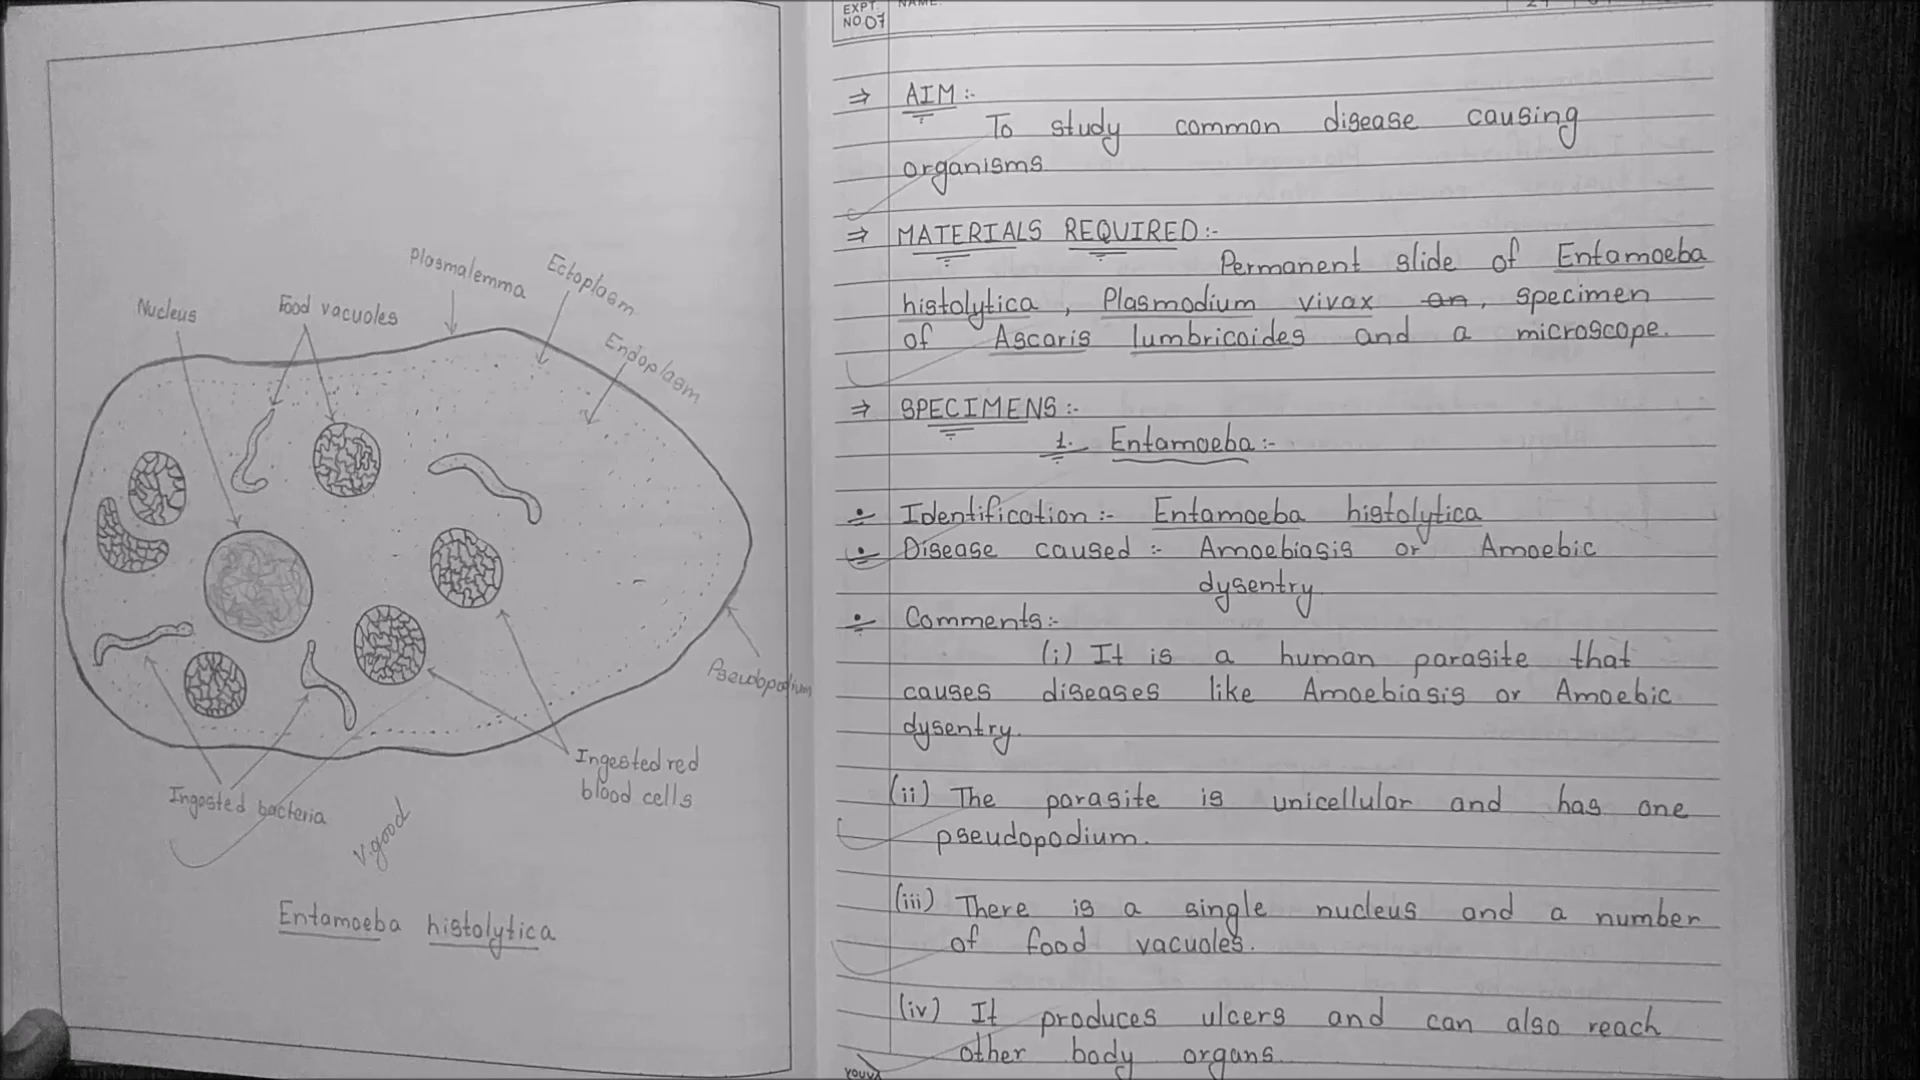 Plasmalemma
Ectoplasm
Nucleus
Food vacuoles
Endoplasm
Pseudopodium
Ingested red
blood cells
Ingested bacteria
V.good
Entamoeba histolytica
EXPT.
NO. 07
NAME:
⇒ AIM :-
To study common disease causing
organisms.
⇒ MATERIALS REQUIRED :-
Permanent slide of Entamoeba
histolytica , Plasmodium vivax an , specimen
of Ascaris lumbricoides and a microscope.
⇒ SPECIMENS :-
1. Entamoeba :-
Identification :- Entamoeba histolytica
Disease caused :- Amoebiasis or Amoebic
dysentry
Comments :-
(i) It is a human parasite that
causes diseases like Amoebiasis or Amoebic
dysentry.
(ii) The parasite is unicellular and has one
pseudopodium.
(iii) There is a single nucleus and a number
of food vacuoles.
(iv) It produces ulcers and can also reach
other body organs.
YOUVA